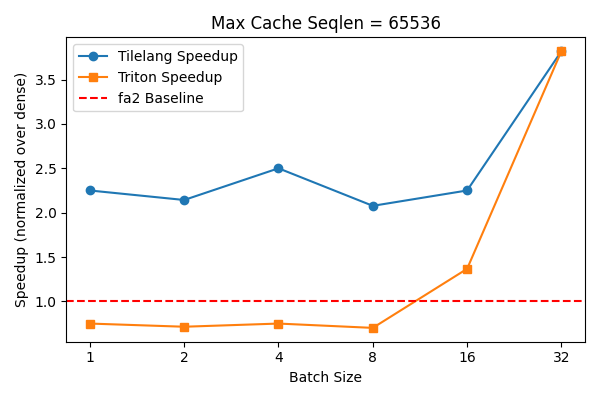 Max Cache Seqlen = 65536
Tilelang Speedup
Triton Speedup
fa2 Baseline
Speedup (normalized over dense)
3.5
3.0
2.5
2.0
1.5
1.0
1 2 4 8 16 32
Batch Size